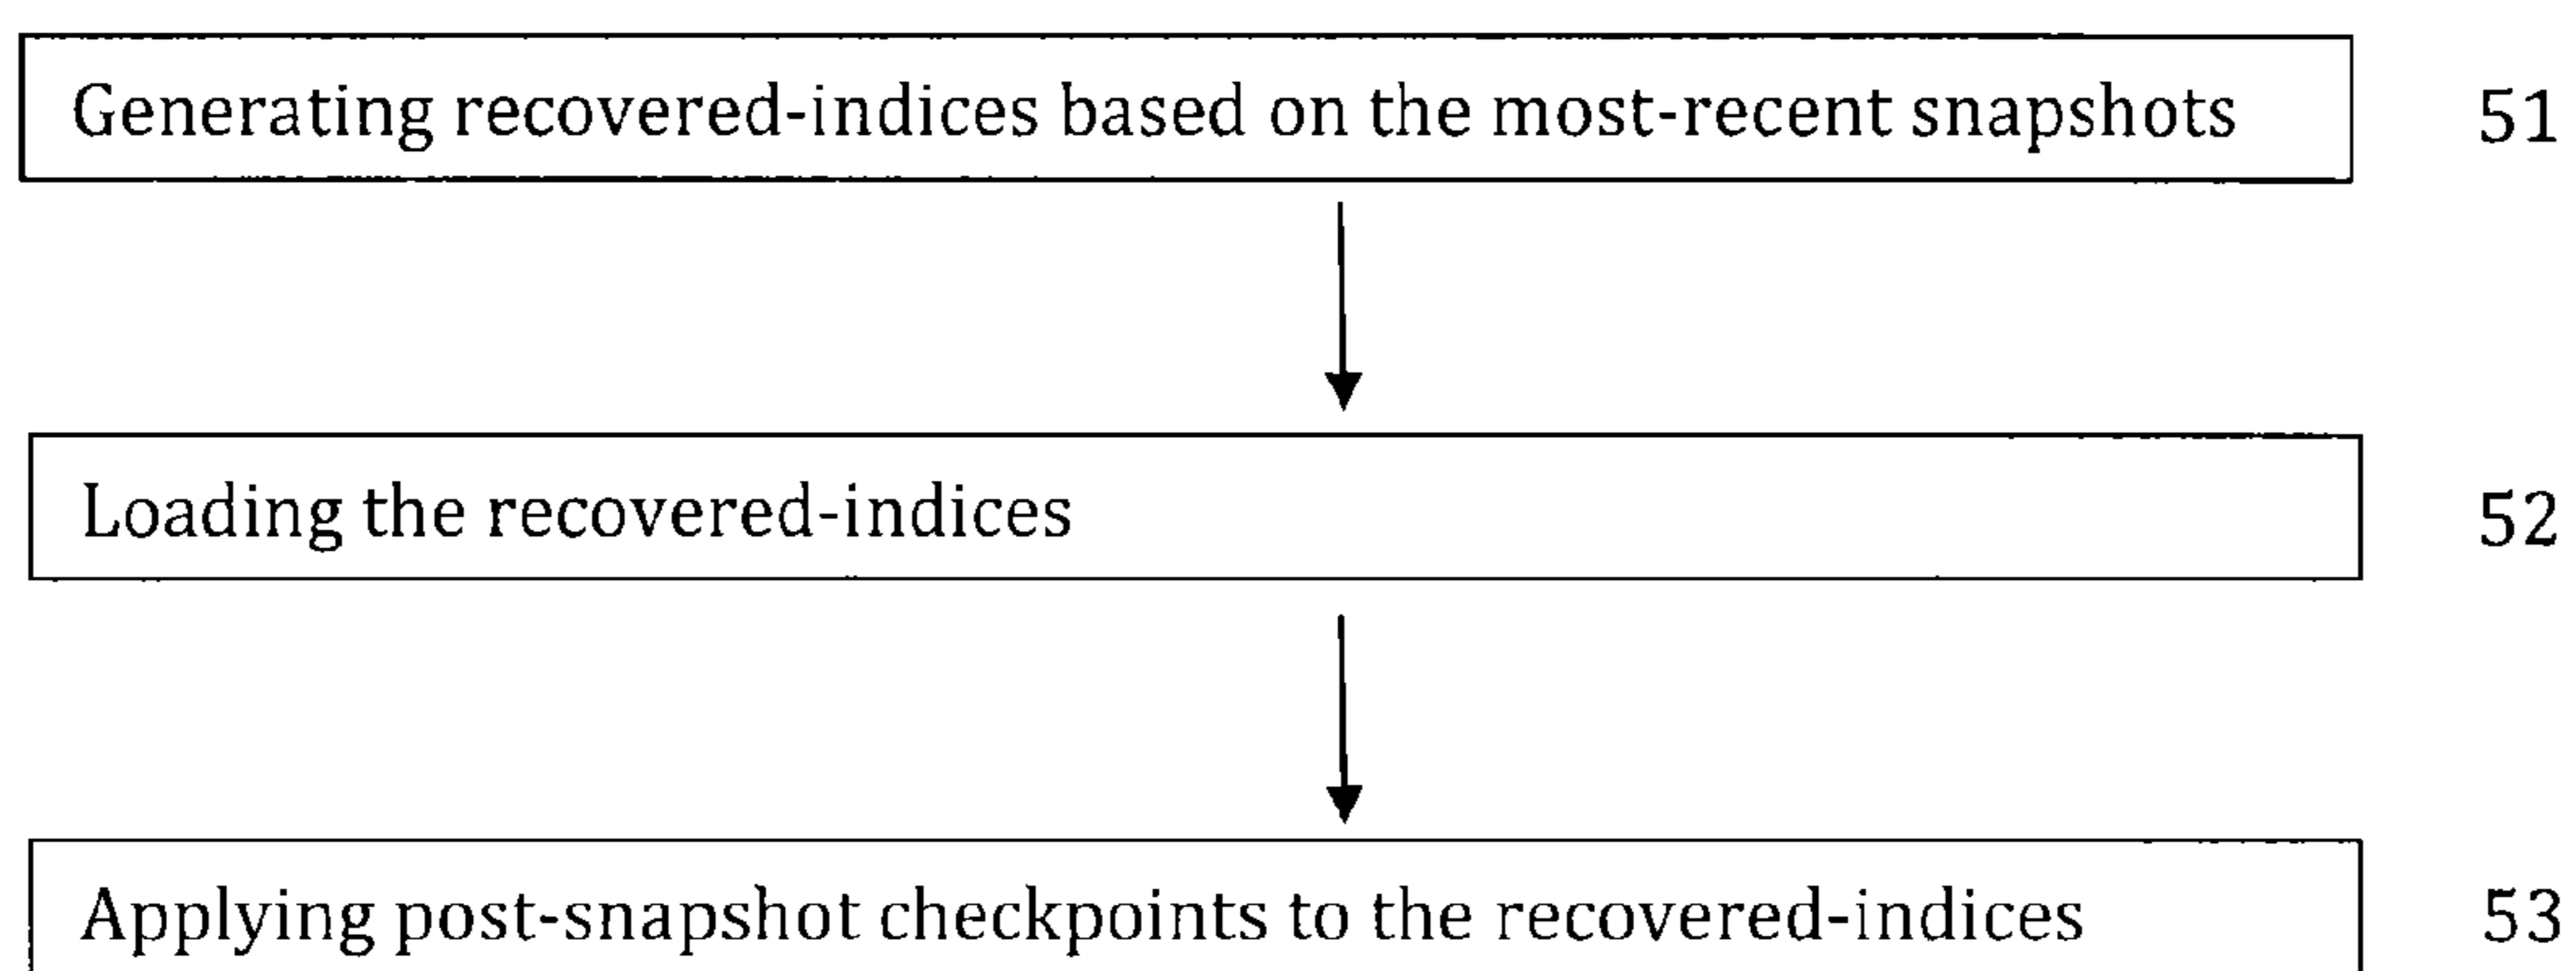 Generating recovered-indices based on the most-recent snapshots 51
Loading the recovered-indices 52
Applying post-snapshot checkpoints to the recovered-indices 53